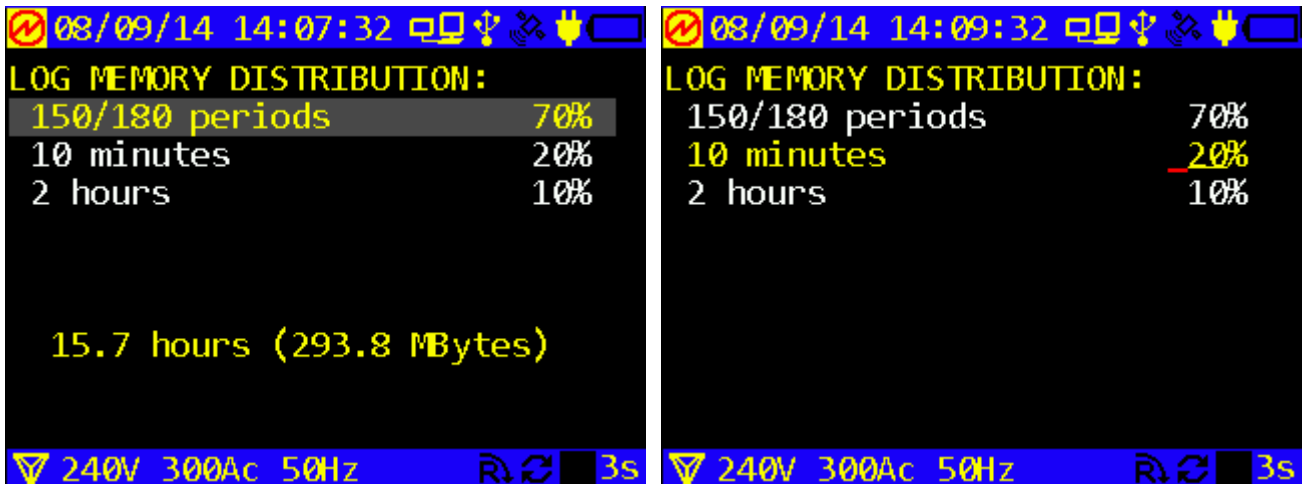 08/09/14 14:07:32
LOG MEMORY DISTRIBUTION:
150/180 periods 70%
10 minutes 20%
2 hours 10%
15.7 hours (293.8 MBytes)
240V 300Ac 50Hz R 3s
08/09/14 14:09:32
LOG MEMORY DISTRIBUTION:
150/180 periods 70%
10 minutes _20%
2 hours 10%
240V 300Ac 50Hz R 3s